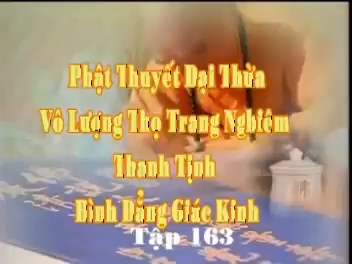 Phật Thuyết Đại Thừa
Vô Lượng Thọ Trang Nghiêm
Thanh Tịnh
Bình Đẳng Giác Kinh
Tập 163